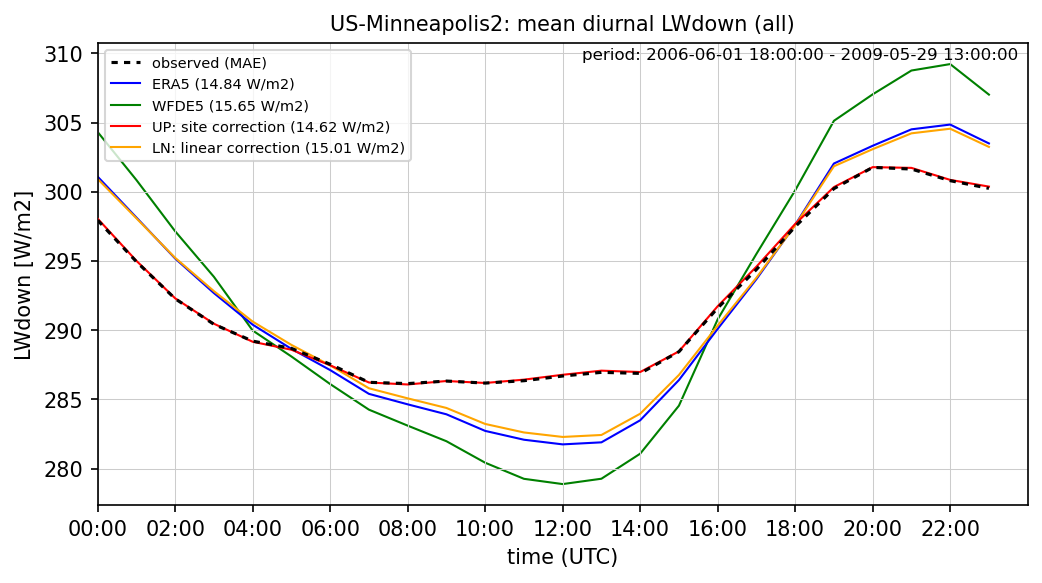 US-Minneapolis2: mean diurnal LWdown (all)
period: 2006-06-01 18:00:00 - 2009-05-29 13:00:00
observed (MAE)
ERA5 (14.84 W/m2)
WFDE5 (15.65 W/m2)
UP: site correction (14.62 W/m2)
LN: linear correction (15.01 W/m2)
LWdown [W/m2]
310
305
300
295
290
285
280
00:00 02:00 04:00 06:00 08:00 10:00 12:00 14:00 16:00 18:00 20:00 22:00
time (UTC)